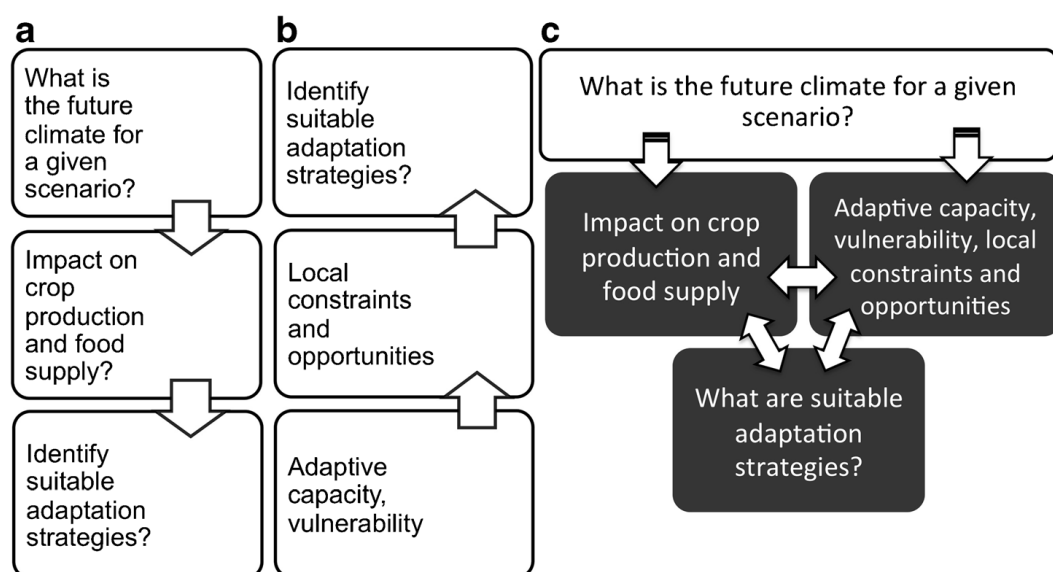 a
What is
the future
climate for
a given
scenario?
Impact on
crop
production
and food
supply?
Identify
suitable
adaptation
strategies?
b
Identify
suitable
adaptation
strategies?
Local
constraints
and
opportunities
Adaptive
capacity,
vulnerability
c
What is the future climate for a given
scenario?
Impact on crop
production and
food supply
Adaptive capacity,
vulnerability, local
constraints and
opportunities
What are suitable
adaptation
strategies?